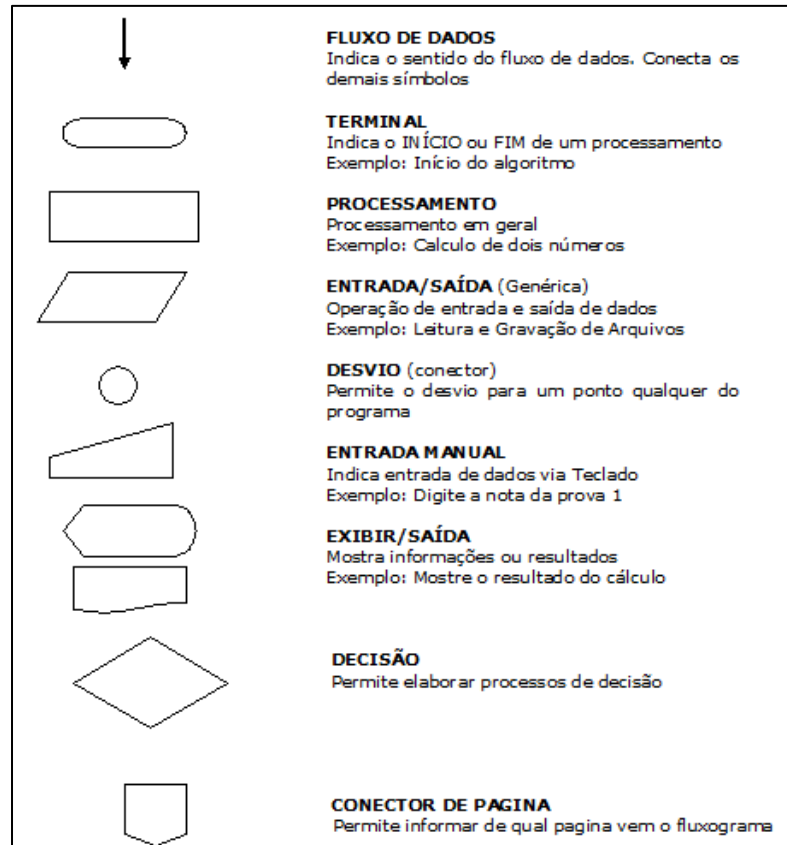 FLUXO DE DADOS
Indica o sentido do fluxo de dados. Conecta os
demais símbolos
TERMINAL
Indica o INÍCIO ou FIM de um processamento
Exemplo: Início do algoritmo
PROCESSAMENTO
Processamento em geral
Exemplo: Calculo de dois números
ENTRADA/SAÍDA (Genérica)
Operação de entrada e saída de dados
Exemplo: Leitura e Gravação de Arquivos
DESVIO (conector)
Permite o desvio para um ponto qualquer do
programa
ENTRADA MANUAL
Indica entrada de dados via Teclado
Exemplo: Digite a nota da prova 1
EXIBIR/SAÍDA
Mostra informações ou resultados
Exemplo: Mostre o resultado do cálculo
DECISÃO
Permite elaborar processos de decisão
CONECTOR DE PAGINA
Permite informar de qual pagina vem o fluxograma